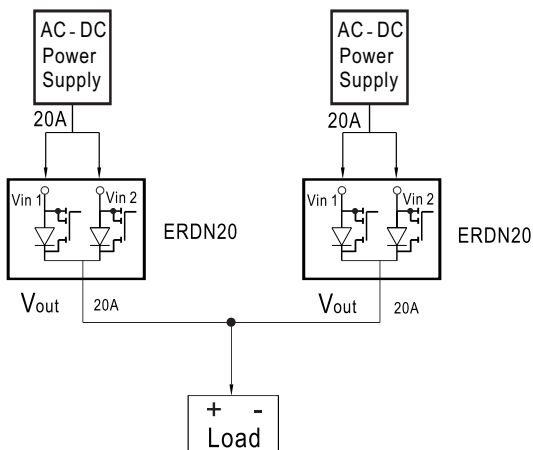 AC - DC
Power
Supply
AC - DC
Power
Supply
20A
20A
Vin 1
Vin 2
ERDN20
Vin 1
Vin 2
ERDN20
Vout
20A
Vout
20A
+ -
Load